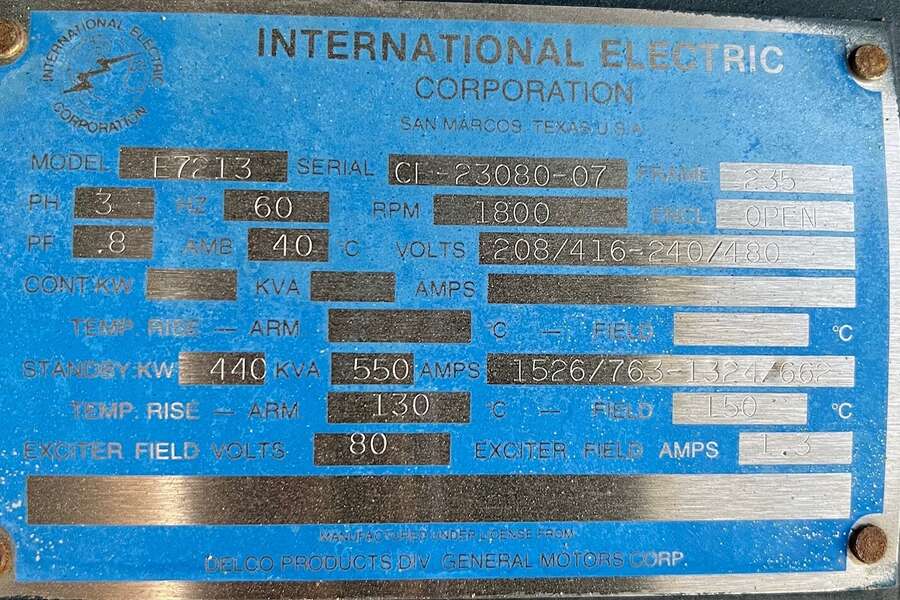 INTERNATIONAL ELECTRIC
CORPORATION
INTERNATIONAL ELECTRIC
CORPORATION
SAN MARCOS, TEXAS U.S.A.
MODEL E7213 SERIAL CL-23080-07 FRAME 235
PH 3 HZ 60 RPM 1800 ENCL OPEN
PF .8 AMB 40 °C VOLTS 208/416-240/480
CONT.KW KVA AMPS
TEMP. RISE — ARM °C — FIELD °C
STANDBY KW 440 KVA 550 AMPS 1526/763-1324/662
TEMP. RISE — ARM 130 °C — FIELD 150 °C
EXCITER FIELD VOLTS 80 EXCITER FIELD AMPS 1.3
MANUFACTURED UNDER LICENSE FROM
DELCO PRODUCTS DIV. GENERAL MOTORS CORP.